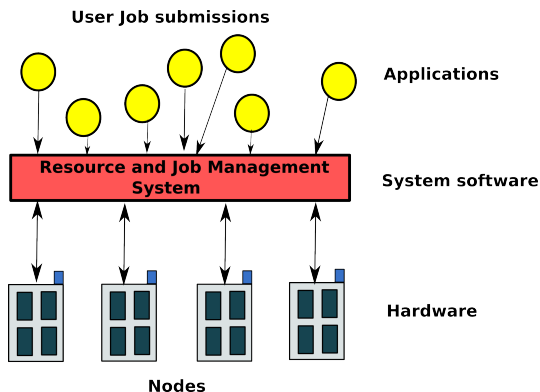 User Job submissions
Applications
Resource and Job Management
System
System software
Hardware
Nodes